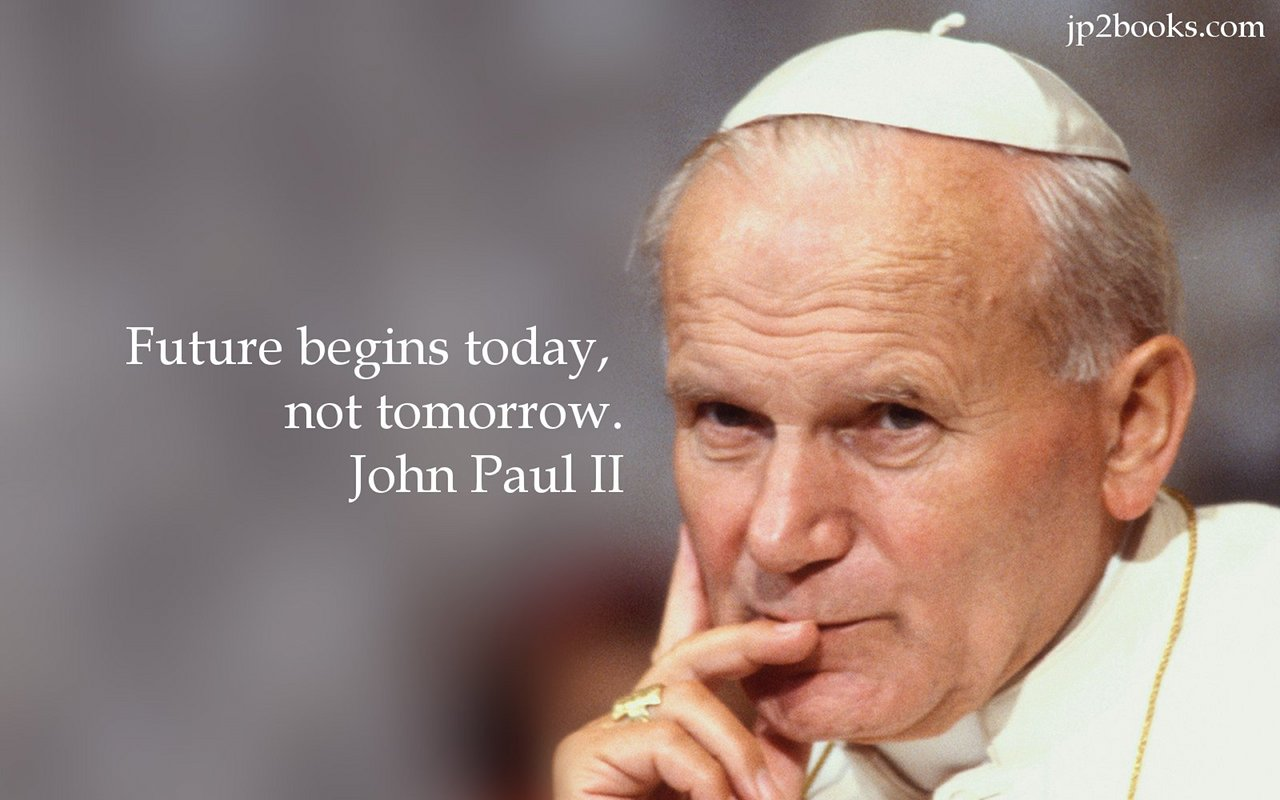 jp2books.com
Future begins today,
not tomorrow.
John Paul II